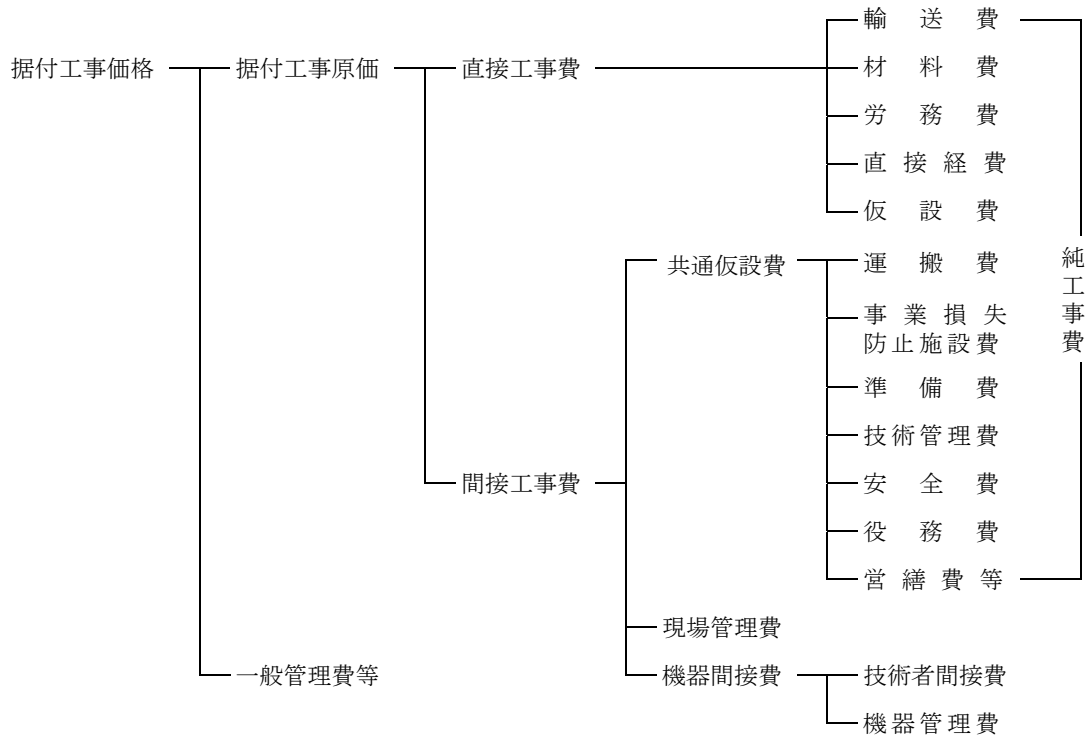 輸送費
据付工事価格 据付工事原価 直接工事費 材料費
労務費
直接経費
仮設費
共通仮設費 運搬費
純工事費
事業損失
防止施設費
準備費
技術管理費
間接工事費 安全費
役務費
営繕費等
現場管理費
一般管理費等 機器間接費 技術者間接費
機器管理費